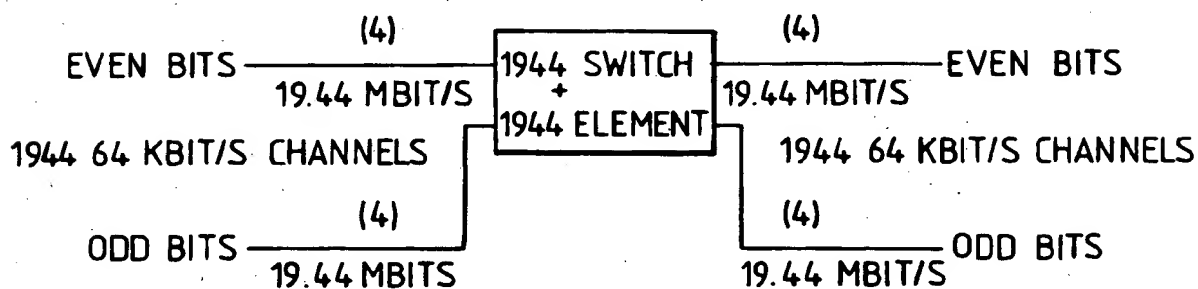 (4)
EVEN BITS
19.44 MBIT/S
1944 SWITCH
+
1944 ELEMENT
(4)
EVEN BITS
19.44 MBIT/S
1944 64 KBIT/S CHANNELS
1944 64 KBIT/S CHANNELS
(4)
ODD BITS
19.44 MBITS
(4)
ODD BITS
19.44 MBIT/S